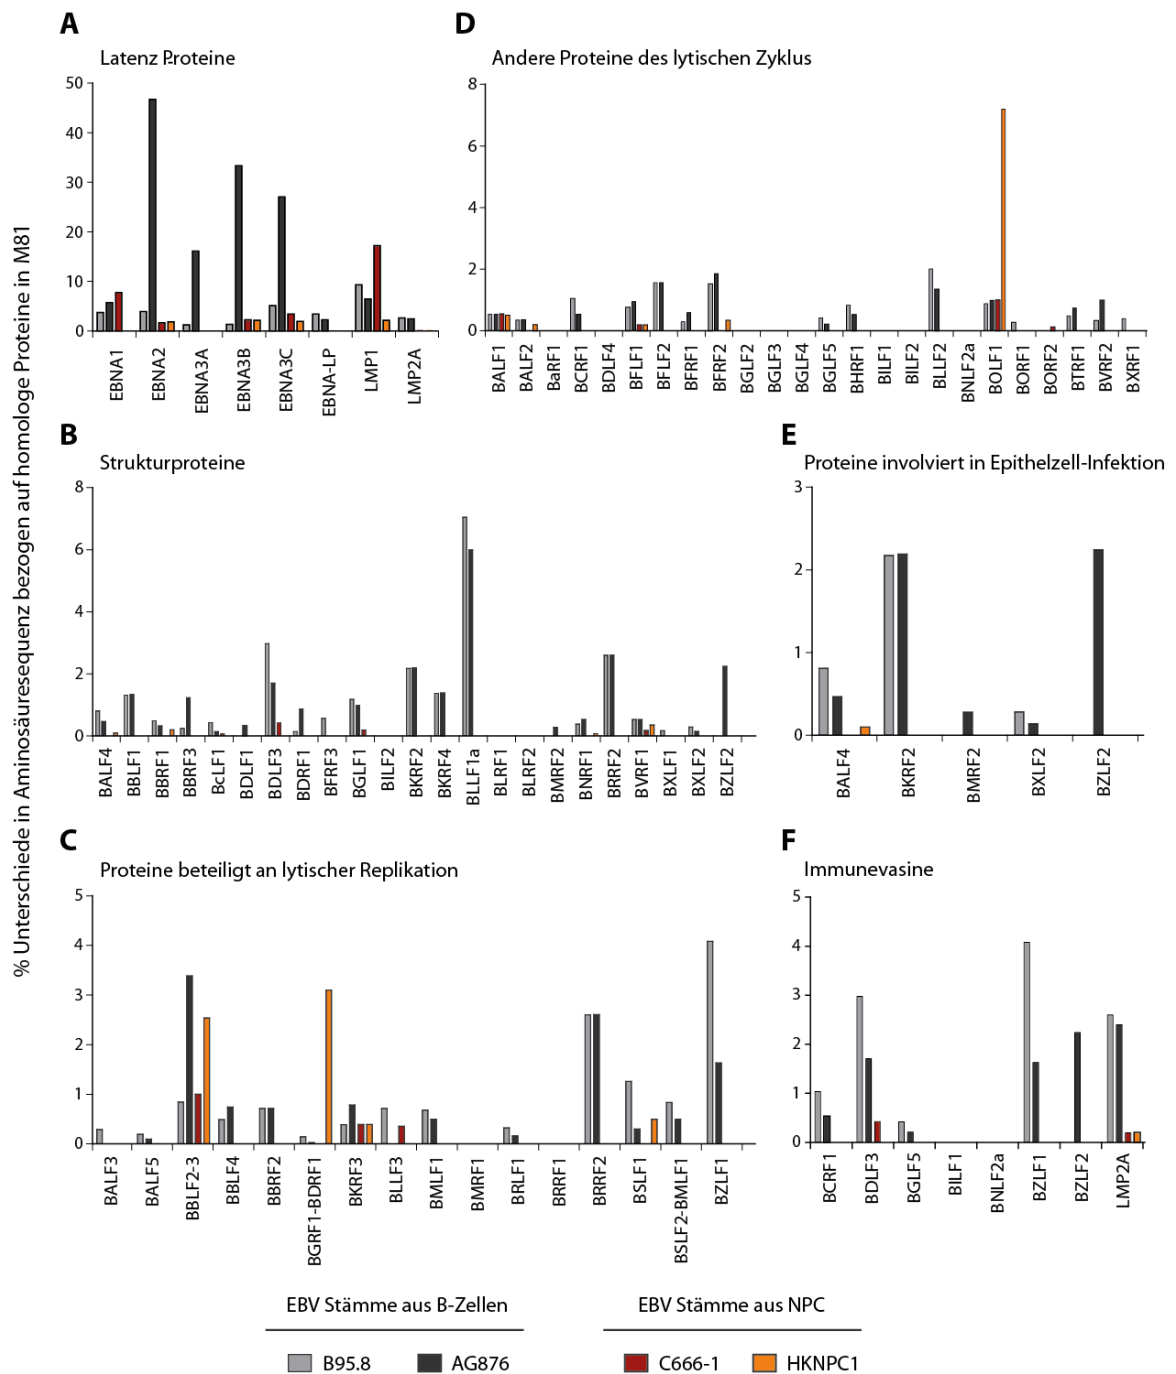 % Unterschiede in Aminosäuresequenz bezogen auf homologe Proteine in M81
A
Latenz Proteine
50
40
30
20
10
0
EBNA1
EBNA2
EBNA3A
EBNA3B
EBNA3C
EBNA-LP
LMP1
LMP2A
B
Strukturproteine
8
6
4
2
0
BALF4
BBLF1
BBRF1
BBRF3
BcLF1
BDLF1
BDLF3
BDRF1
BFRF3
BGLF1
BILF2
BKRF2
BKRF4
BLLF1a
BLRF1
BLRF2
BMRF2
BNRF1
BRRF2
BVRF1
BXLF1
BXLF2
BZLF2
C
Proteine beteiligt an lytischer Replikation
5
4
3
2
1
0
BALF3
BALF5
BBLF2-3
BBLF4
BBRF2
BGRF1-BDRF1
BKRF3
BLLF3
BMLF1
BMRF1
BRLF1
BRRF1
BRRF2
BSLF1
BSLF2-BMLF1
BZLF1
D
Andere Proteine des lytischen Zyklus
8
6
4
2
0
BALF1
BALF2
BaRF1
BCRF1
BDLF4
BFLF1
BFLF2
BFRF1
BFRF2
BGLF2
BGLF3
BGLF4
BGLF5
BHRF1
BILF1
BILF2
BLLF2
BNLF2a
BOLF1
BORF1
BORF2
BTRF1
BVRF2
BXRF1
E
Proteine involviert in Epithelzell-Infektion
3
2
1
0
BALF4
BKRF2
BMRF2
BXLF2
BZLF2
F
Immunevasine
5
4
3
2
1
0
BCRF1
BDLF3
BGLF5
BILF1
BNLF2a
BZLF1
BZLF2
LMP2A
EBV Stämme aus B-Zellen
B95.8
AG876
EBV Stämme aus NPC
C666-1
HKNPC1